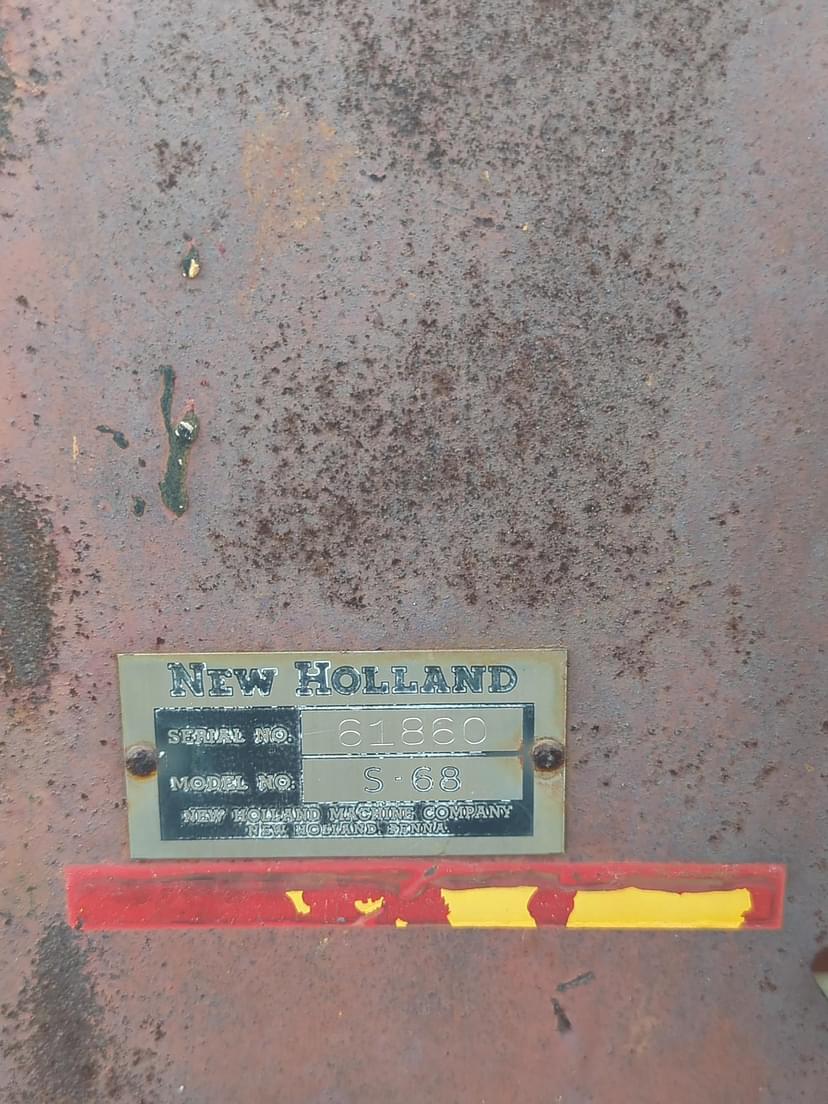 NEW HOLLAND
SERIAL NO. 61860
MODEL NO. S-68
NEW HOLLAND MACHINE COMPANY
NEW HOLLAND, PENNA.